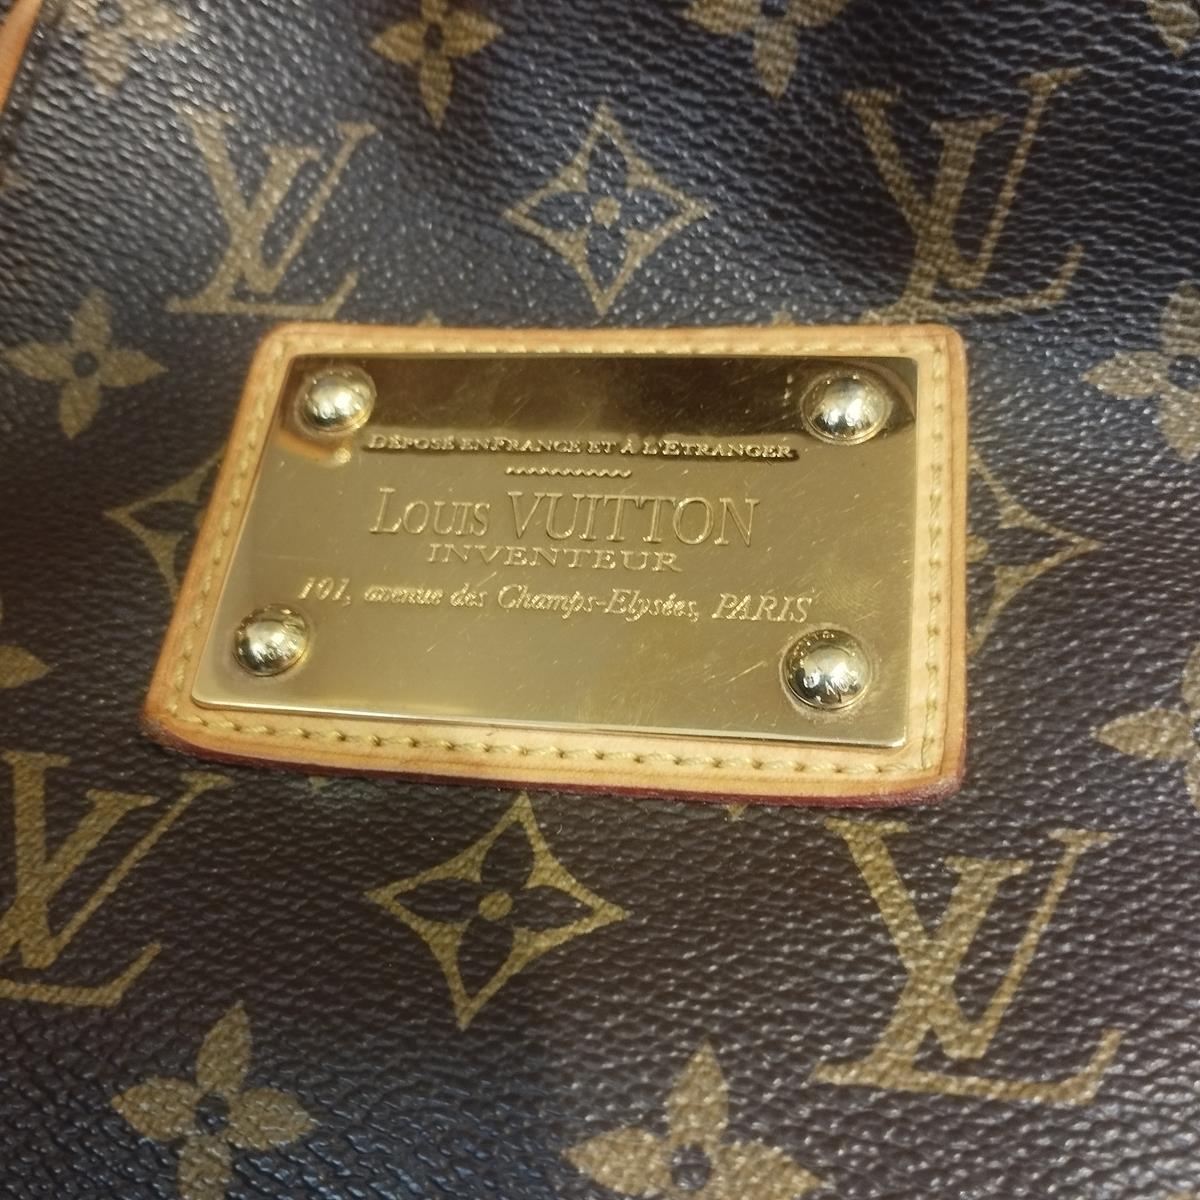 DÉPOSÉ EN FRANCE ET À L'ÉTRANGER
LOUIS VUITTON
INVENTEUR
101, avenue des Champs-Elysées, PARIS